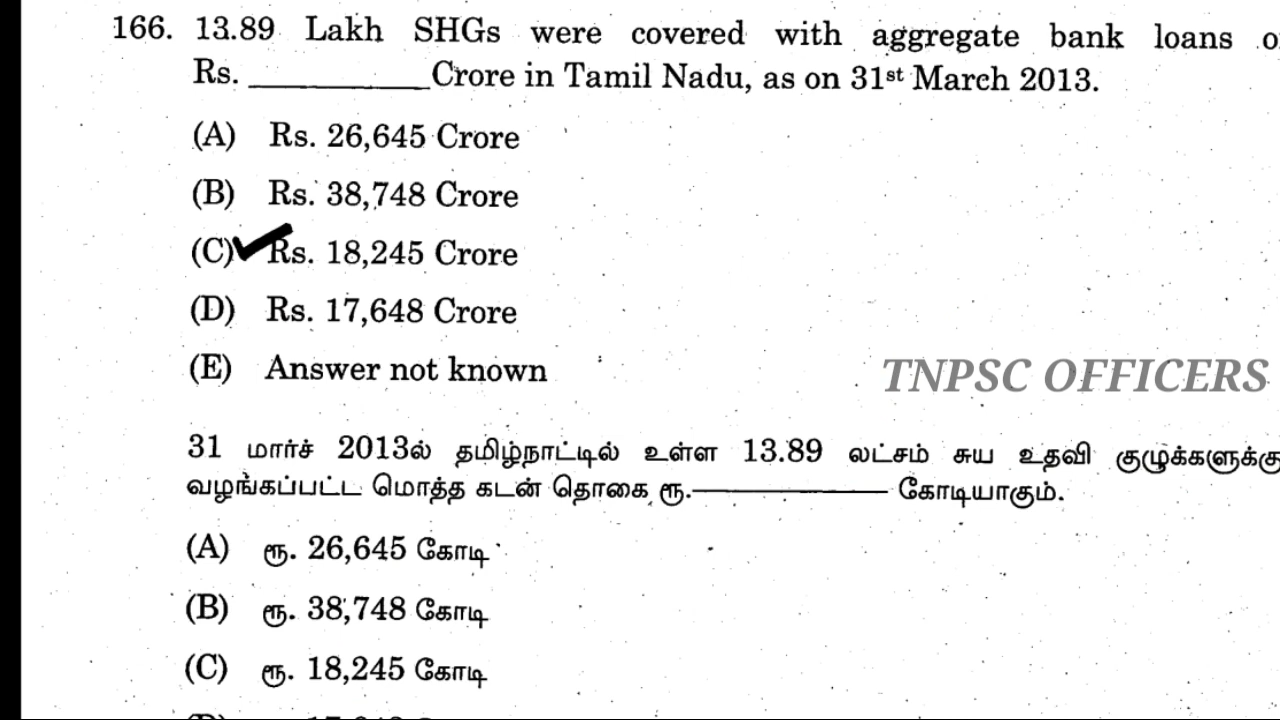 166. 13.89 Lakh SHGs were covered with aggregate bank loans o
Rs. __________ Crore in Tamil Nadu, as on 31st March 2013.
(A) Rs. 26,645 Crore
(B) Rs. 38,748 Crore
(C) Rs. 18,245 Crore
(D) Rs. 17,648 Crore
(E) Answer not known
TNPSC OFFICERS
31 மார்ச் 2013ல் தமிழ்நாட்டில் உள்ள 13.89 லட்சம் சுய உதவி குழுக்களுக்கு
வழங்கப்பட்ட மொத்த கடன் தொகை ரூ.__________ கோடியாகும்.
(A) ரூ. 26,645 கோடி
(B) ரூ. 38,748 கோடி
(C) ரூ. 18,245 கோடி